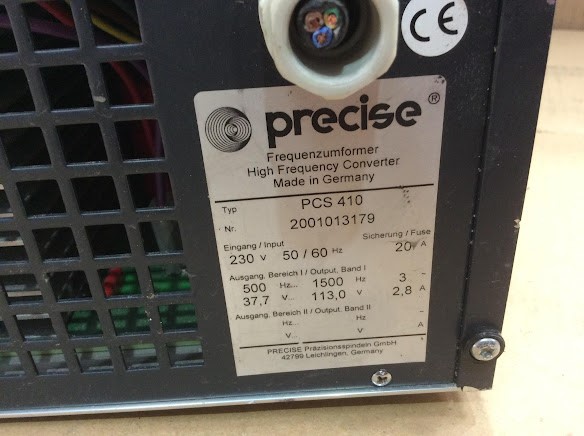 CE
precise®
Frequenzumformer
High Frequency Converter
Made in Germany
Typ PCS 410
Nr. 2001013179
Eingang / Input Sicherung / Fuse
230 V 50 / 60 Hz 20 A
Ausgang, Bereich I / Output, Band I
500 Hz... 1500 Hz 3 ~
37,7 V... 113,0 V 2,8 A
Ausgang, Bereich II / Output, Band II
Hz... Hz ~
V... V A
PRECISE Präzisionsspindeln GmbH
42799 Leichlingen, Germany